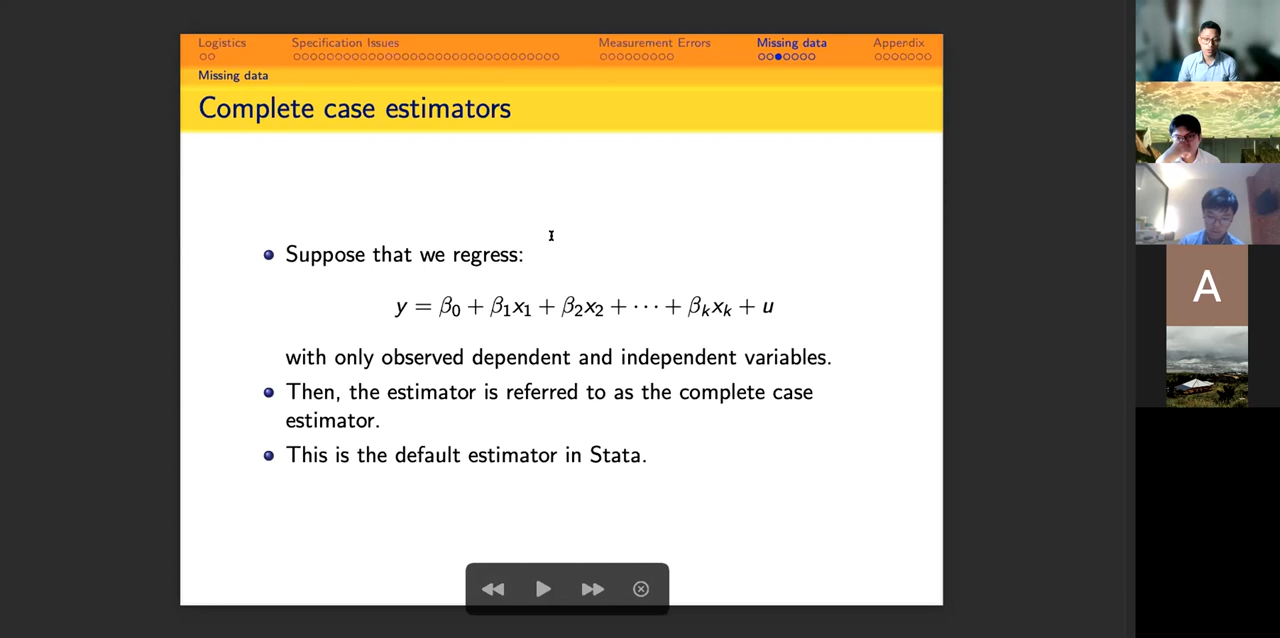 Logistics Specification Issues Measurement Errors Missing data Appendix
Missing data
Complete case estimators
Suppose that we regress:
y = β₀ + β₁x₁ + β₂x₂ + ⋯ + βₖxₖ + u
with only observed dependent and independent variables.
Then, the estimator is referred to as the complete case
estimator.
This is the default estimator in Stata.
A